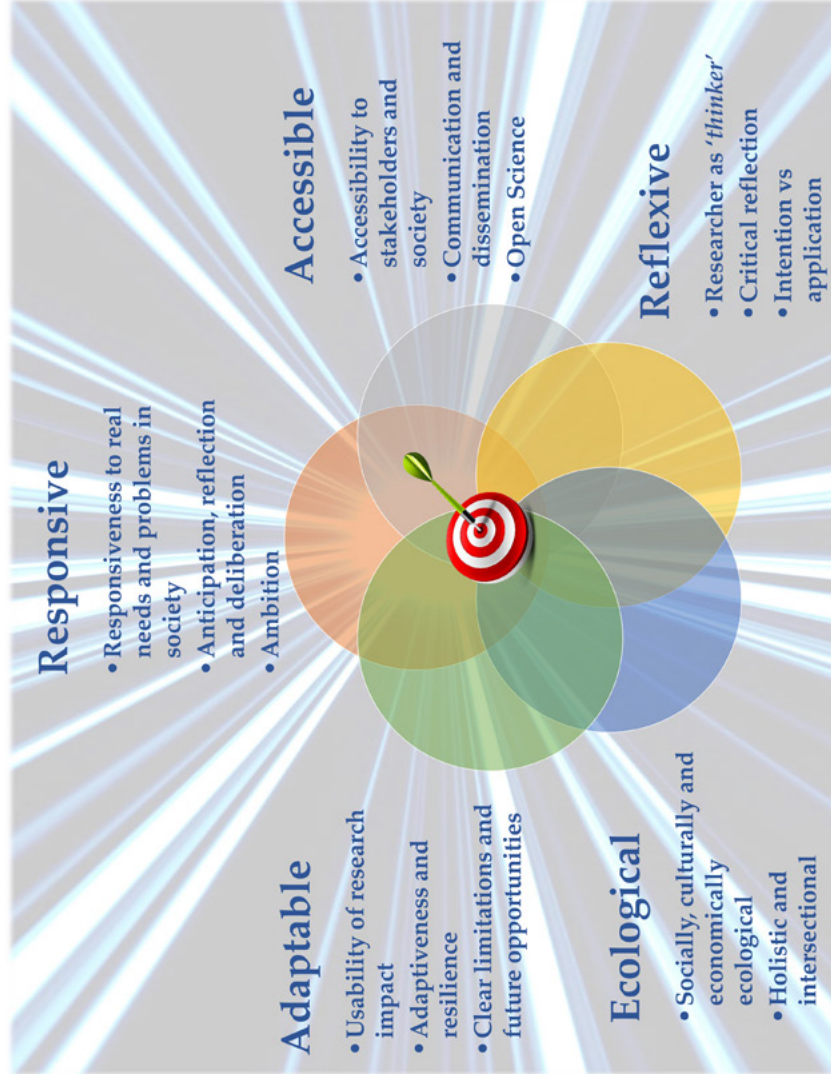 Responsive
• Responsiveness to real
needs and problems in
society
• Anticipation, reflection
and deliberation
• Ambition
Adaptable
• Usability of research
impact
• Adaptiveness and
resilience
• Clear limitations and
future opportunities
Accessible
• Accessibility to
stakeholders and
society
• Communication and
dissemination
• Open Science
Ecological
• Socially, culturally and
economically
ecological
• Holistic and
intersectional
Reflexive
• Researcher as ‘thinker’
• Critical reflection
• Intention vs
application